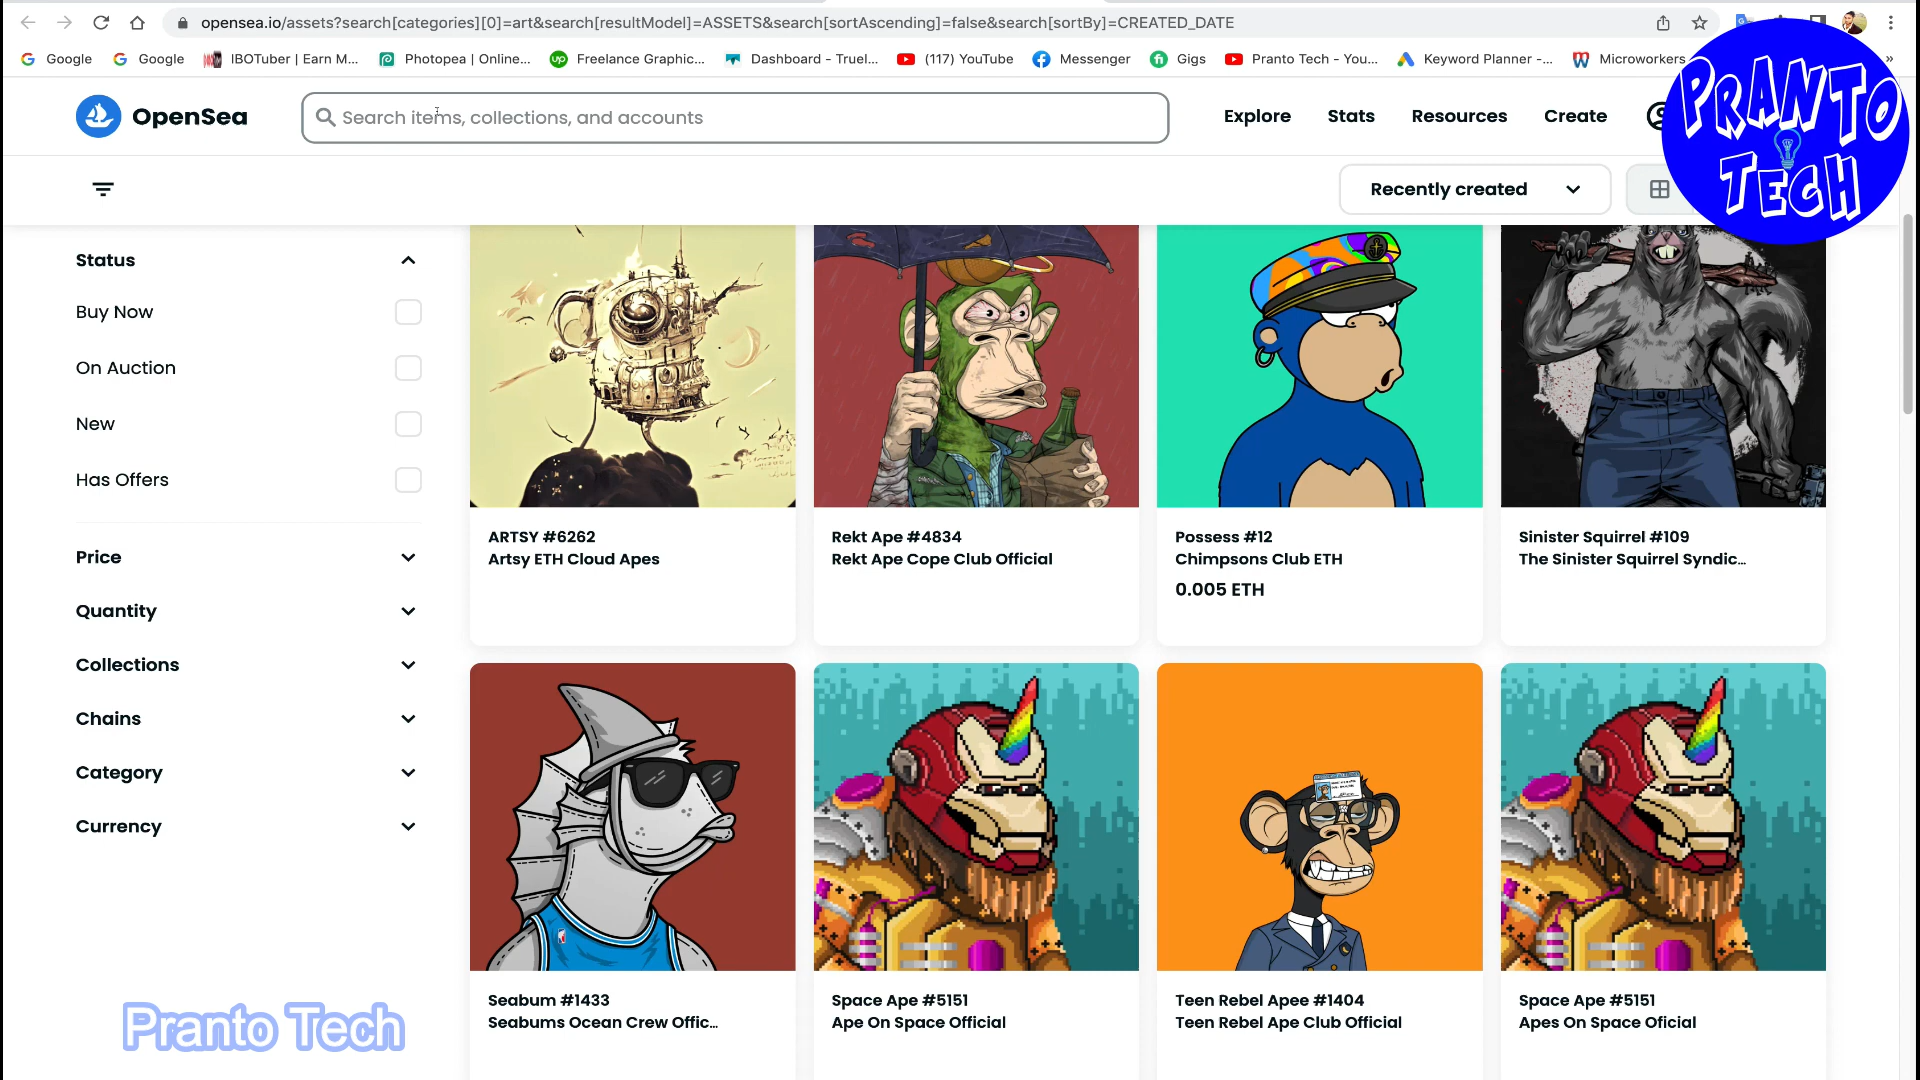 opensea.io/assets?search[categories][0]=art&search[resultModel]=ASSETS&search[sortAscending]=false&search[sortBy]=CREATED_DATE
Google
Google
IBOTuber | Earn M...
Photopea | Online...
Freelance Graphic...
Dashboard - Truel...
(117) YouTube
Messenger
Gigs
Pranto Tech - You...
Keyword Planner -...
Microworkers
»
PRANTO
TECH
OpenSea
Search items, collections, and accounts
Explore
Stats
Resources
Create
Recently created
Status
Buy Now
On Auction
New
Has Offers
Price
Quantity
Collections
Chains
Category
Currency
ARTSY #6262
Artsy ETH Cloud Apes
Rekt Ape #4834
Rekt Ape Cope Club Official
Possess #12
Chimpsons Club ETH
0.005 ETH
Sinister Squirrel #109
The Sinister Squirrel Syndic...
Seabum #1433
Seabums Ocean Crew Offic...
Space Ape #5151
Ape On Space Official
Teen Rebel Apee #1404
Teen Rebel Ape Club Official
Space Ape #5151
Apes On Space Oficial
Pranto Tech